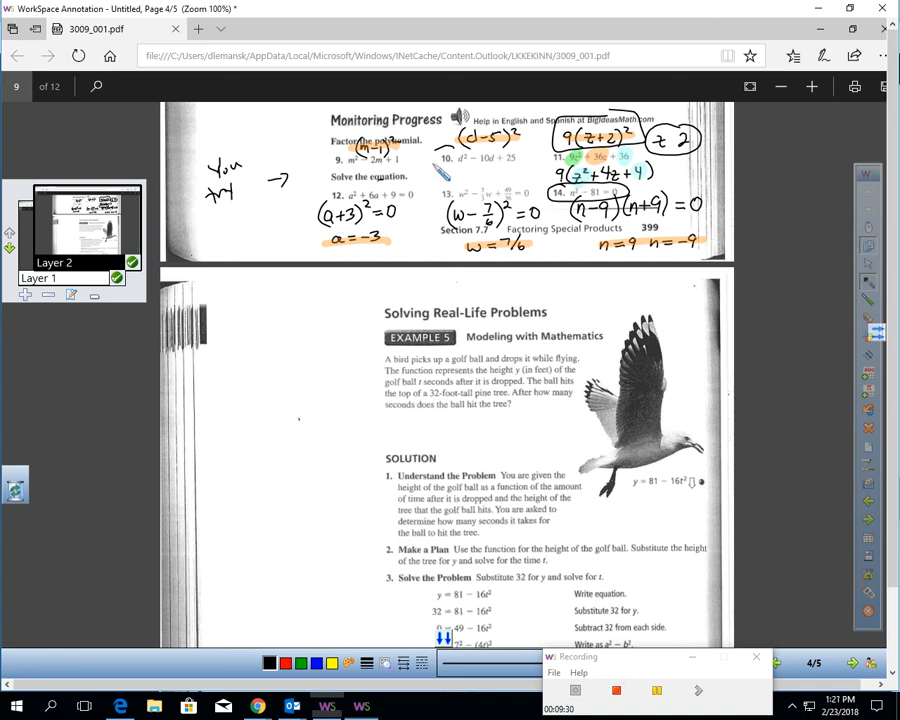 WorkSpace Annotation - Untitled, Page 4/5 (Zoom 100%) *
3009_001.pdf
file:///C:/Users/dlemansk/AppData/Local/Microsoft/Windows/INetCache/Content.Outlook/LKKEKINN/3009_001.pdf
9 of 12
Monitoring Progress
Help in English and Spanish at BigIdeasMath.com
Factor the polynomial.
(m-1)²
(d-5)²
9(z+2)²
z 2
9. m² - 2m + 1
10. d² - 10d + 25
11. 9z² + 36z + 36
9(z²+4z+4)
You
try →
Solve the equation.
12. a² + 6a + 9 = 0
13. w² - 7/3 w + 49/36 = 0
14. n² - 81 = 0
(a+3)²=0
(w-7/6)²=0
(n-9)(n+9)=0
Section 7.7 Factoring Special Products 399
a=-3
w=7/6
n=9 n=-9
Layer 2
Layer 1
Solving Real-Life Problems
EXAMPLE 5 Modeling with Mathematics
A bird picks up a golf ball and drops it while flying.
The function represents the height y (in feet) of the
golf ball t seconds after it is dropped. The ball hits
the top of a 32-foot-tall pine tree. After how many
seconds does the ball hit the tree?
y = 81 - 16t²
SOLUTION
1. Understand the Problem You are given the
height of the golf ball as a function of the amount
of time after it is dropped and the height of the
tree that the golf ball hits. You are asked to
determine how many seconds it takes for
the ball to hit the tree.
2. Make a Plan Use the function for the height of the golf ball. Substitute the height
of the tree for y and solve for the time t.
3. Solve the Problem Substitute 32 for y and solve for t.
y = 81 - 16t² Write equation.
32 = 81 - 16t² Substitute 32 for y.
0 = 49 - 16t² Subtract 32 from each side.
7² - (4t)² Write as a² - b².
Recording
File Help
00:09:30
4/5
1:27 PM
2/23/2018